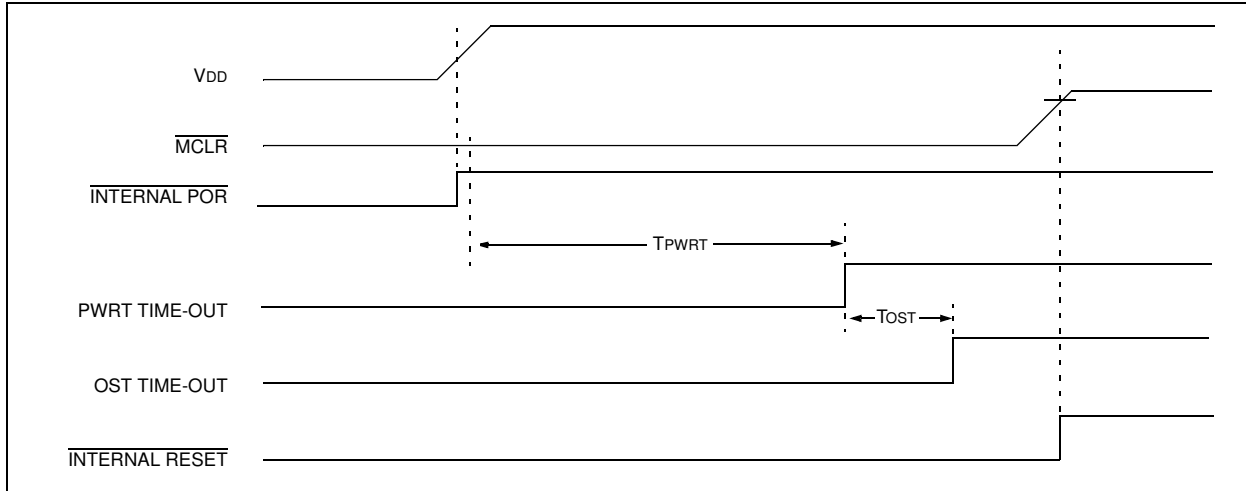 VDD
MCLR
INTERNAL POR
TPWRT
PWRT TIME-OUT
TOST
OST TIME-OUT
INTERNAL RESET